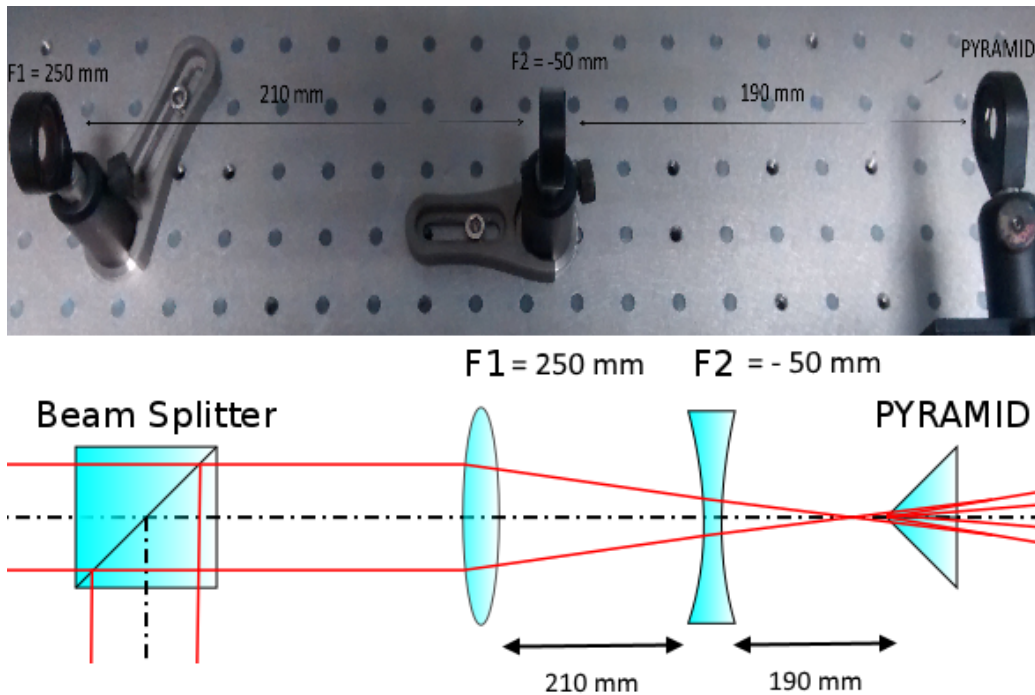 F1 = 250 mm
210 mm
F2 = -50 mm
190 mm
PYRAMID
F1 = 250 mm
F2 = - 50 mm
Beam Splitter
PYRAMID
210 mm
190 mm